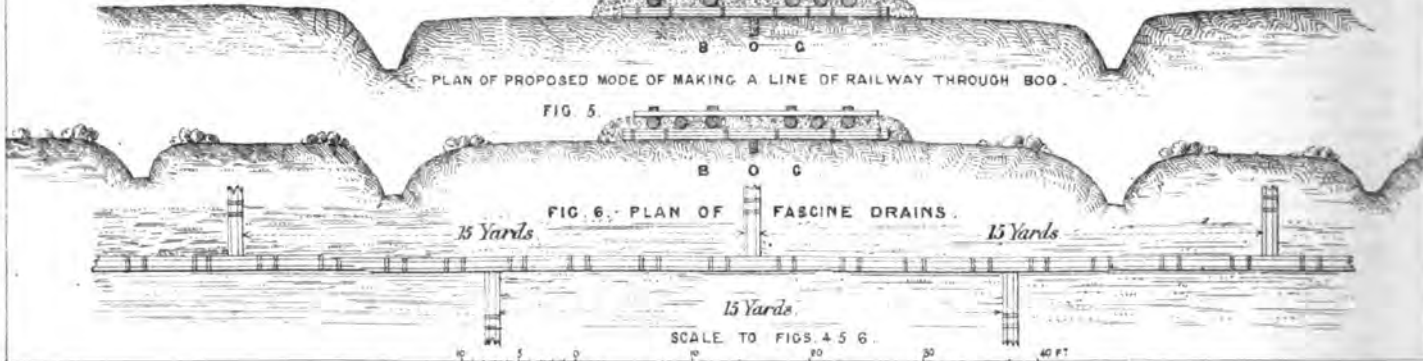 B O G
PLAN OF PROPOSED MODE OF MAKING A LINE OF RAILWAY THROUGH BOG.
FIG. 5.
B O G
FIG. 6. - PLAN OF FASCINE DRAINS.
15 Yards 15 Yards
15 Yards.
SCALE TO FIGS. 4 5 6.
10 5 0 10 20 30 40 FT